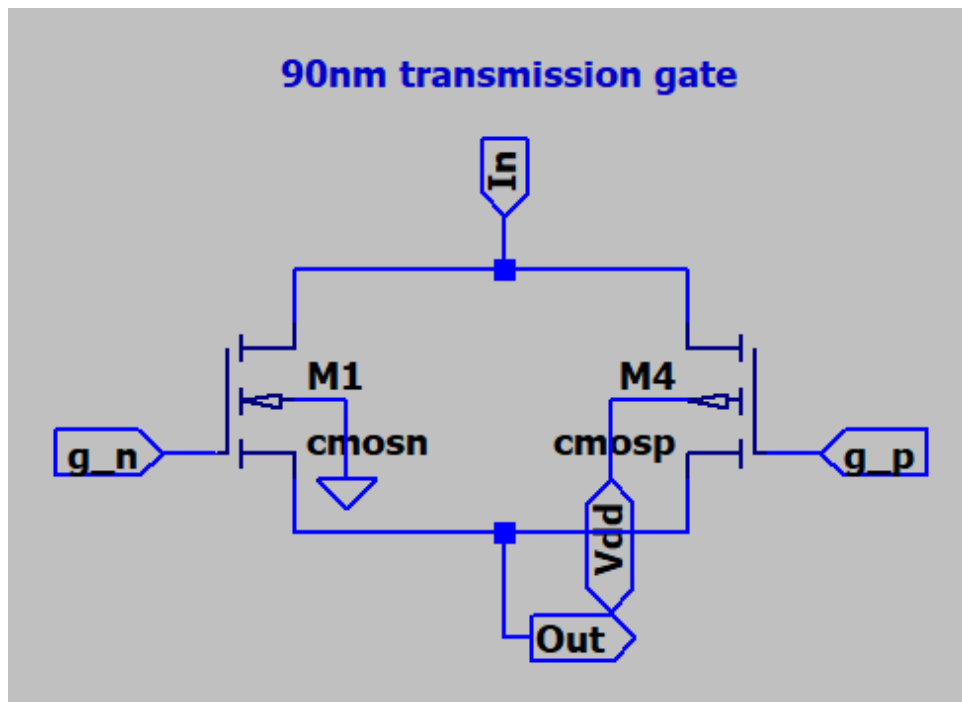 90nm transmission gate
In
M1
M4
cmosn
cmosp
g_n
g_p
Vdd
Out